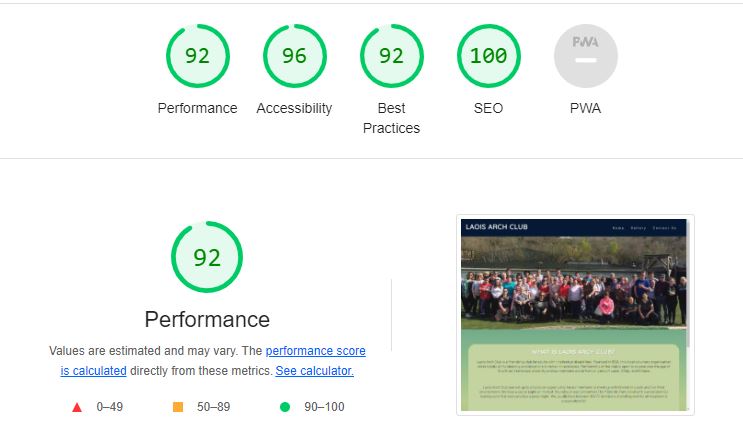 92
96
92
100
PWA
Performance
Accessibility
Best
Practices
SEO
PWA
92
Performance
Values are estimated and may vary. The performance score
is calculated directly from these metrics. See calculator.
0–49
50–89
90–100
LAOIS ARCH CLUB
Home Gallery Contact Us
WHAT IS LAOIS ARCH CLUB?